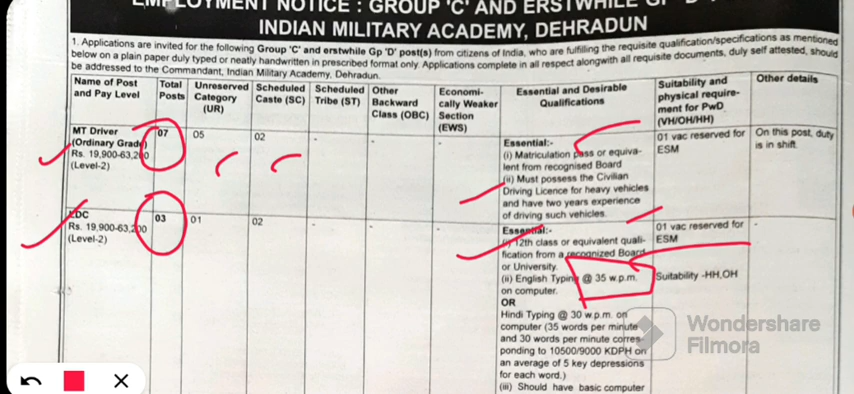 EMPLOYMENT NOTICE : GROUP 'C' AND ERSTWHILE GP 'D'
INDIAN MILITARY ACADEMY, DEHRADUN
1. Applications are invited for the following Group 'C' and erstwhile Gp 'D' post(s) from citizens of India, who are fulfilling the requisite qualification/specifications as mentioned
below on a plain paper duly typed or neatly handwritten in prescribed format only. Applications complete in all respect alongwith all requisite documents, duly self attested, should
be addressed to the Commandant, Indian Military Academy, Dehradun.
Name of Post
and Pay Level
Total
Posts
Unreserved
Category
(UR)
Scheduled
Caste (SC)
Scheduled
Tribe (ST)
Other
Backward
Class (OBC)
Economi-
cally Weaker
Section
(EWS)
Essential and Desirable
Qualifications
Suitability and
physical require-
ment for PwD
(VH/OH/HH)
Other details
MT Driver
(Ordinary Grade)
Rs. 19,900-63,200
(Level-2)
07
05
02
-
-
-
Essential:-
(i) Matriculation pass or equiva-
lent from recognised Board
(ii) Must possess the Civilian
Driving Licence for heavy vehicles
and have two years experience
of driving such vehicles.
01 vac reserved for
ESM
On this post, duty
is in shift.
LDC
Rs. 19,900-63,200
(Level-2)
03
01
02
-
-
-
Essential:-
(i) 12th class or equivalent quali-
fication from a recognized Board
or University.
(ii) English Typing @ 35 w.p.m.
on computer.
OR
Hindi Typing @ 30 w.p.m. on
computer (35 words per minute
and 30 words per minute corres-
ponding to 10500/9000 KDPH on
an average of 5 key depressions
for each word.)
(iii) Should have basic computer
01 vac reserved for
ESM
Suitability -HH,OH
-
Wondershare
Filmora